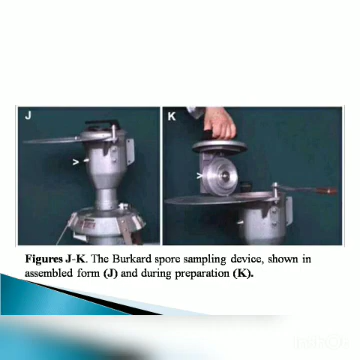 J
K
>
>
Figures J-K. The Burkard spore sampling device, shown in
assembled form (J) and during preparation (K).